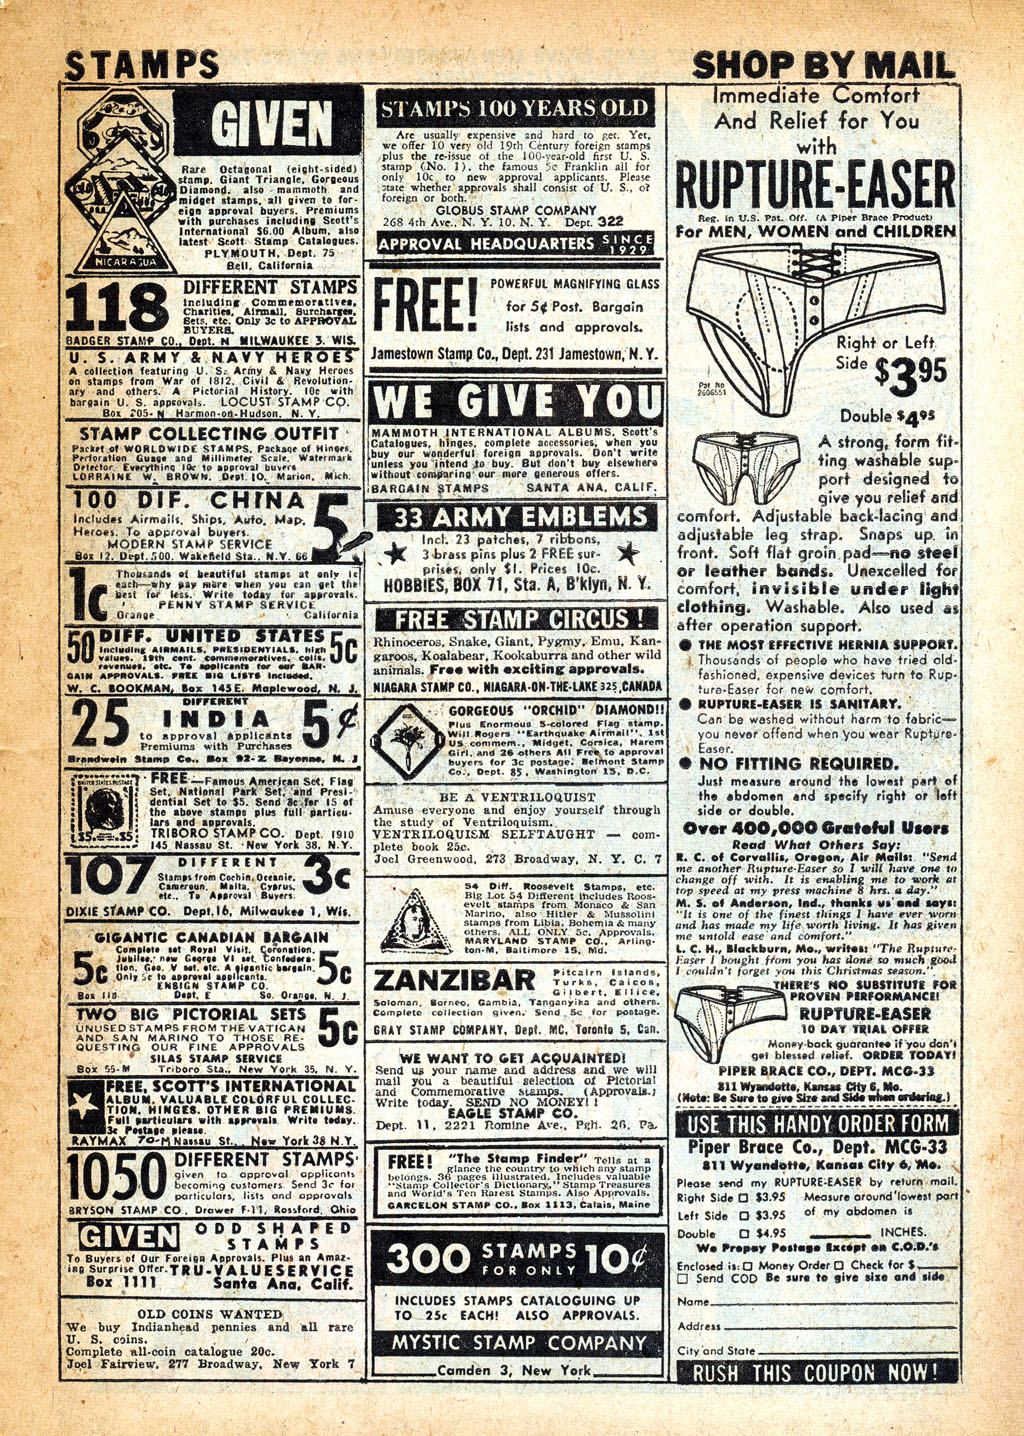 STAMPS
SHOP BY MAIL
NICARAGUA
GIVEN
Rare Octagonal (eight-sided)
stamp, Giant Triangle, Gorgeous
Diamond, also mammoth and
midget stamps, all given to for-
eign approval buyers. Premiums
with purchases including Scott's
International $6.00 Album, also
latest Scott Stamp Catalogues.
PLYMOUTH, Dept. 75
Bell, California
118 DIFFERENT STAMPS
Including Commemoratives,
Charities, Airmail, Surcharges,
Sets, etc. Only 3c to APPROVAL
BUYERS.
BADGER STAMP CO., Dept. N MILWAUKEE 3, WIS.
U. S. ARMY & NAVY HEROES
A collection featuring U. S. Army & Navy Heroes
on stamps from War of 1812, Civil & Revolution-
ary and others. A Pictorial History. 10c with
bargain U. S. approvals. LOCUST STAMP CO.
Box 205-N Harmon-on-Hudson, N. Y.
STAMP COLLECTING OUTFIT
Packet of WORLDWIDE STAMPS, Package of Hinges,
Perforation Guage and Millimeter Scale, Watermark
Detector. Everything 10c to approval buyers
LORRAINE W. BROWN, Dept. 10, Marion, Mich.
100 DIF. CHINA 5
Includes Airmails, Ships, Auto, Map,
Heroes. To approval buyers.
MODERN STAMP SERVICE
Box 12, Dept. 500, Wakefield Sta., N.Y. 66
1c Thousands of beautiful stamps at only 1c
each—why pay more when you can get the
best for less. Write today for approvals.
PENNY STAMP SERVICE
Orange California
50 DIFF. UNITED STATES 5c
Including AIRMAILS, PRESIDENTIALS, high
values, 19th cent. commemoratives, coils,
revenues, etc. To applicants for our BAR-
GAIN APPROVALS. FREE BIG LISTS Included.
W. C. BOOKMAN, Box 145E, Maplewood, N. J.
25 DIFFERENT INDIA 5¢
to approval applicants
Premiums with Purchases
Brandwein Stamp Co., Box 92-Z Bayonne, N. J
UNITED STATES POSTAGE
$5 $5
FREE—Famous American Set, Flag
Set, National Park Set, and Presi-
dential Set to $5. Send 3c for 15 of
the above stamps plus full particu-
lars and approvals.
TRIBORO STAMP CO. Dept. 1910
145 Nassau St. New York 38, N.Y.
107 DIFFERENT 3c
Stamps from Cochin, Oceanie,
Cameroun, Malta, Cyprus,
etc., To Approval Buyers.
DIXIE STAMP CO. Dept. 16, Milwaukee 1, Wis.
GIGANTIC CANADIAN BARGAIN
5c Complete set Royal Visit, Coronation, 5c
Jubilee, new George VI set, Confedera-
tion, Geo. V set, etc. A gigantic bargain.
Only 5c to approval applicants.
ENSIGN STAMP CO.
Box 118 Dept. E So. Orange, N. J.
TWO BIG PICTORIAL SETS 5c
UNUSED STAMPS FROM THE VATICAN
AND SAN MARINO TO THOSE RE-
QUESTING OUR FINE APPROVALS
SILAS STAMP SERVICE
Box 55-M Triboro Sta., New York 35, N. Y.
FREE, SCOTT'S INTERNATIONAL
ALBUM, VALUABLE COLORFUL COLLEC-
TION, HINGES, OTHER BIG PREMIUMS.
Full particulars with approvals. Write today.
3c Postage please.
RAYMAX 70-M Nassau St., New York 38 N.Y.
1050 DIFFERENT STAMPS
given to approval applicants
becoming customers. Send 3c for
particulars, lists and approvals
BRYSON STAMP CO., Drawer F-11, Rossford, Ohio
GIVEN ODD SHAPED
STAMPS
To Buyers of Our Foreign Approvals. Plus an Amaz-
ing Surprise Offer. TRU-VALUESERVICE
Box 1111 Santa Ana, Calif.
OLD COINS WANTED
We buy Indianhead pennies and all rare
U. S. coins.
Complete all-coin catalogue 20c.
Joel Fairview, 277 Broadway, New York 7
STAMPS 100 YEARS OLD
Are usually expensive and hard to get. Yet,
we offer 10 very old 19th Century foreign stamps
plus the re-issue of the 100-year-old first U. S.
stamp (No. 1), the famous 5c Franklin all for
only 10c to new approval applicants. Please
state whether approvals shall consist of U. S., of
foreign or both.
GLOBUS STAMP COMPANY
268 4th Ave., N. Y. 10, N. Y. Dept. 322
APPROVAL HEADQUARTERS SINCE 1929
FREE! POWERFUL MAGNIFYING GLASS
for 5¢ Post. Bargain
lists and approvals.
Jamestown Stamp Co., Dept. 231 Jamestown, N. Y.
WE GIVE YOU
MAMMOTH INTERNATIONAL ALBUMS, Scott's
Catalogues, hinges, complete accessories, when you
buy our wonderful foreign approvals. Don't write
unless you intend to buy. But don't buy elsewhere
without comparing our more generous offers.
BARGAIN STAMPS SANTA ANA, CALIF.
33 ARMY EMBLEMS
Incl. 23 patches, 7 ribbons,
3 brass pins plus 2 FREE sur-
prises, only $1. Prices 10c.
HOBBIES, BOX 71, Sta. A, B'klyn, N. Y.
FREE STAMP CIRCUS!
Rhinoceros, Snake, Giant, Pygmy, Emu, Kan-
garoos, Koalabear, Kookaburra and other wild
animals. Free with exciting approvals.
NIAGARA STAMP CO., NIAGARA-ON-THE-LAKE 325, CANADA
GORGEOUS "ORCHID" DIAMOND!!
Plus Enormous 5-colored Flag stamp.
Will Rogers "Earthquake Airmail", 1st
US commem., Midget, Corsica, Harem
Girl, and 26 others All Free to approval
buyers for 3c postage. Belmont Stamp
Co., Dept. 85, Washington 15, D.C.
BE A VENTRILOQUIST
Amuse everyone and enjoy yourself through
the study of Ventriloquism.
VENTRILOQUISM SELFTAUGHT — com-
plete book 25c.
Joel Greenwood, 273 Broadway, N. Y. C. 7
54 Diff. Roosevelt Stamps, etc.
Big Lot 54 Different includes Roos-
evelt stamps from Monaco & San
Marino, also Hitler & Mussolini
stamps from Libia, Bohemia & many
others. ALL ONLY 5c. Approvals.
MARYLAND STAMP CO., Arling-
ton-M, Baltimore 15, Md.
ZANZIBAR Pitcairn Islands,
Turks, Caicos,
Gilbert, Ellice,
Soloman, Borneo, Gambia, Tanganyika and others.
Complete collection given. Send 5c for postage.
GRAY STAMP COMPANY, Dept. MC, Toronto 5, Can.
WE WANT TO GET ACQUAINTED!
Send us your name and address and we will
mail you a beautiful selection of Pictorial
and Commemorative stamps. (Approvals.)
Write today. SEND NO MONEY!!
EAGLE STAMP CO.
Dept. 11, 2221 Romine Ave., Pgh. 26, Pa.
FREE! "The Stamp Finder" Tells at a
glance the country to which any stamp
belongs. 36 pages illustrated. Includes valuable
"Stamp Collector's Dictionary," Stamp Treasures
and World's Ten Rarest Stamps. Also Approvals.
GARCELON STAMP CO., Box 1113, Calais, Maine
300 STAMPS FOR ONLY 10¢
INCLUDES STAMPS CATALOGUING UP
TO 25c EACH! ALSO APPROVALS.
MYSTIC STAMP COMPANY
Camden 3, New York
Immediate Comfort
And Relief for You
with
RUPTURE-EASER
Reg. in U.S. Pat. Off. (A Piper Brace Product)
For MEN, WOMEN and CHILDREN
Pat No
2606551
Right or Left
Side $3 95
Double $4 95
A strong, form fit-
ting washable sup-
port designed to
give you relief and
comfort. Adjustable back-lacing and
adjustable leg strap. Snaps up in
front. Soft flat groin pad—no steel
or leather bands. Unexcelled for
comfort, invisible under light
clothing. Washable. Also used as
after operation support.
● THE MOST EFFECTIVE HERNIA SUPPORT.
Thousands of people who have tried old-
fashioned, expensive devices turn to Rup-
ture-Easer for new comfort.
● RUPTURE-EASER IS SANITARY.
Can be washed without harm to fabric—
you never offend when you wear Rupture-
Easer.
● NO FITTING REQUIRED.
Just measure around the lowest part of
the abdomen and specify right or left
side or double.
Over 400,000 Grateful Users
Read What Others Say:
R. C. of Corvallis, Oregon, Air Mails: "Send
me another Rupture-Easer so I will have one to
change off with. It is enabling me to work at
top speed at my press machine 8 hrs. a day."
M. S. of Anderson, Ind., thanks us and says:
"It is one of the finest things I have ever worn
and has made my life worth living. It has given
me untold ease and comfort."
L. C. H., Blackburn, Mo., writes: "The Rupture-
Easer I bought from you has done so much good
I couldn't forget you this Christmas season."
THERE'S NO SUBSTITUTE FOR
PROVEN PERFORMANCE!
RUPTURE-EASER
10 DAY TRIAL OFFER
Money-back guarantee if you don't
get blessed relief. ORDER TODAY!
PIPER BRACE CO., DEPT. MCG-33
811 Wyandotte, Kansas City 6, Mo.
(Note: Be Sure to give Size and Side when ordering.)
USE THIS HANDY ORDER FORM
Piper Brace Co., Dept. MCG-33
811 Wyandotte, Kansas City 6, Mo.
Please send my RUPTURE-EASER by return mail.
Right Side □ $3.95 Measure around lowest part
Left Side □ $3.95 of my abdomen is
Double □ $4.95 ______ INCHES.
We Prepay Postage Except on C.O.D.'s
Enclosed is: □ Money Order □ Check for $______
□ Send COD Be sure to give size and side
Name
Address
City and State
RUSH THIS COUPON NOW!